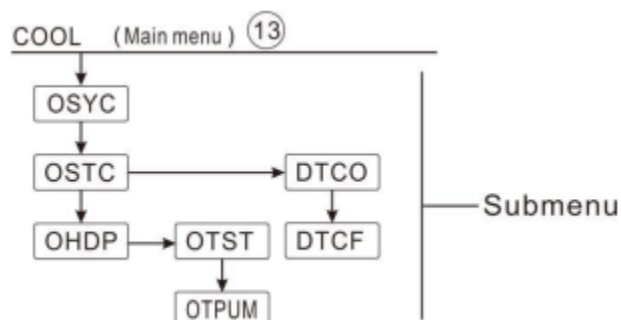 COOL (Main menu) 13
OSYC
OSTC DTCO
Submenu
OHDP OTST DTCF
OTPUM